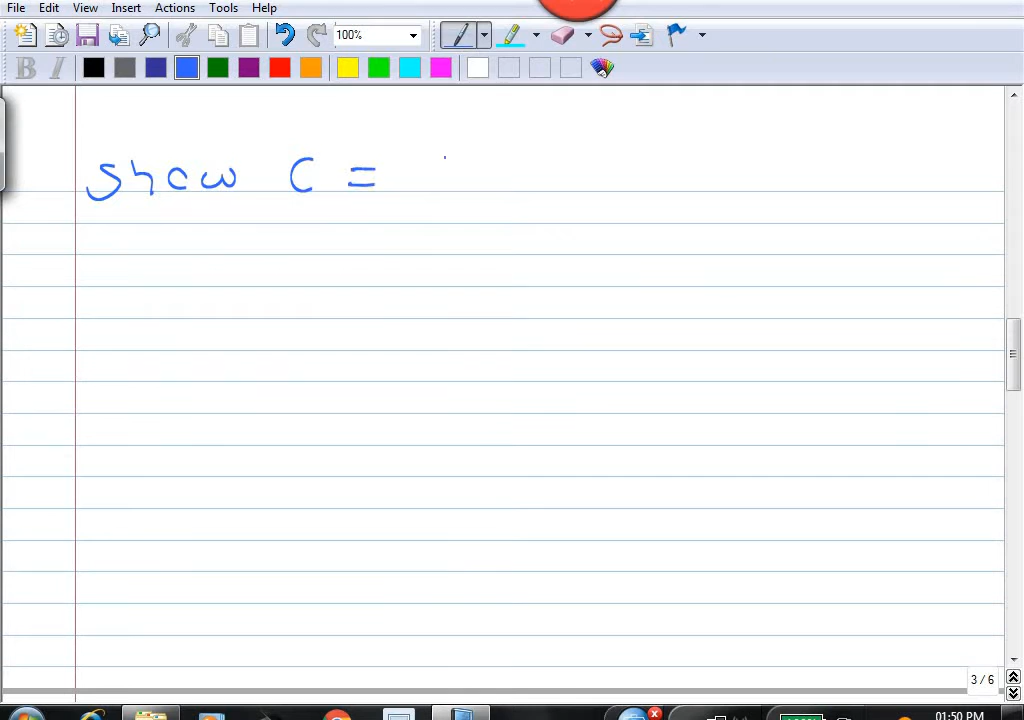 File Edit View Insert Actions Tools Help
100%
B I
show C =
3 / 6
01:50 PM